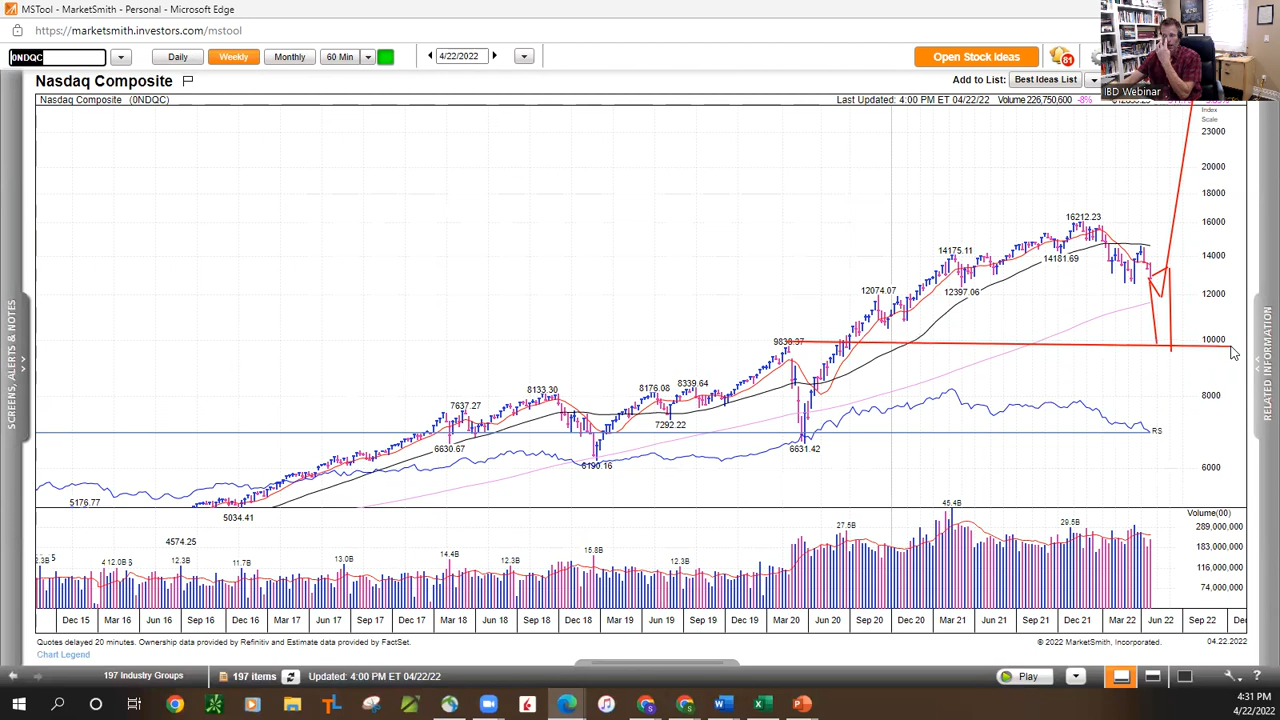 MSTool - MarketSmith - Personal - Microsoft Edge
https://marketsmith.investors.com/mstool
0NDQC
Daily
Weekly
Monthly
60 Min
4/22/2022
Open Stock Ideas
81
Nasdaq Composite
Add to List:
Best Ideas List
IBD Webinar
Nasdaq Composite (0NDQC)
Last Updated: 4:00 PM ET 04/22/22
Volume 226,750,600
-8%
Index
Scale
23000
20000
18000
16000
14000
12000
10000
8000
6000
16212.23
14175.11
14181.69
12397.06
12074.07
9838.37
8133.30
8176.08
8339.64
7637.27
7292.22
6630.67
6631.42
6190.16
RS
5176.77
5034.41
4574.25
Volume(00)
289,000,000
183,000,000
116,000,000
74,000,000
12.3B
11.7B
13.0B
14.4B
12.3B
15.8B
12.3B
27.5B
45.4B
29.5B
Dec 15
Mar 16
Jun 16
Sep 16
Dec 16
Mar 17
Jun 17
Sep 17
Dec 17
Mar 18
Jun 18
Sep 18
Dec 18
Mar 19
Jun 19
Sep 19
Dec 19
Mar 20
Jun 20
Sep 20
Dec 20
Mar 21
Jun 21
Sep 21
Dec 21
Mar 22
Jun 22
Sep 22
Quotes delayed 20 minutes. Ownership data provided by Refinitiv and Estimate data provided by FactSet.
© 2022 MarketSmith, Incorporated.
04.22.2022
Chart Legend
SCREENS, ALERTS & NOTES
RELATED INFORMATION
197 Industry Groups
197 items
Updated: 4:00 PM ET 04/22/22
Play
4:31 PM
4/22/2022